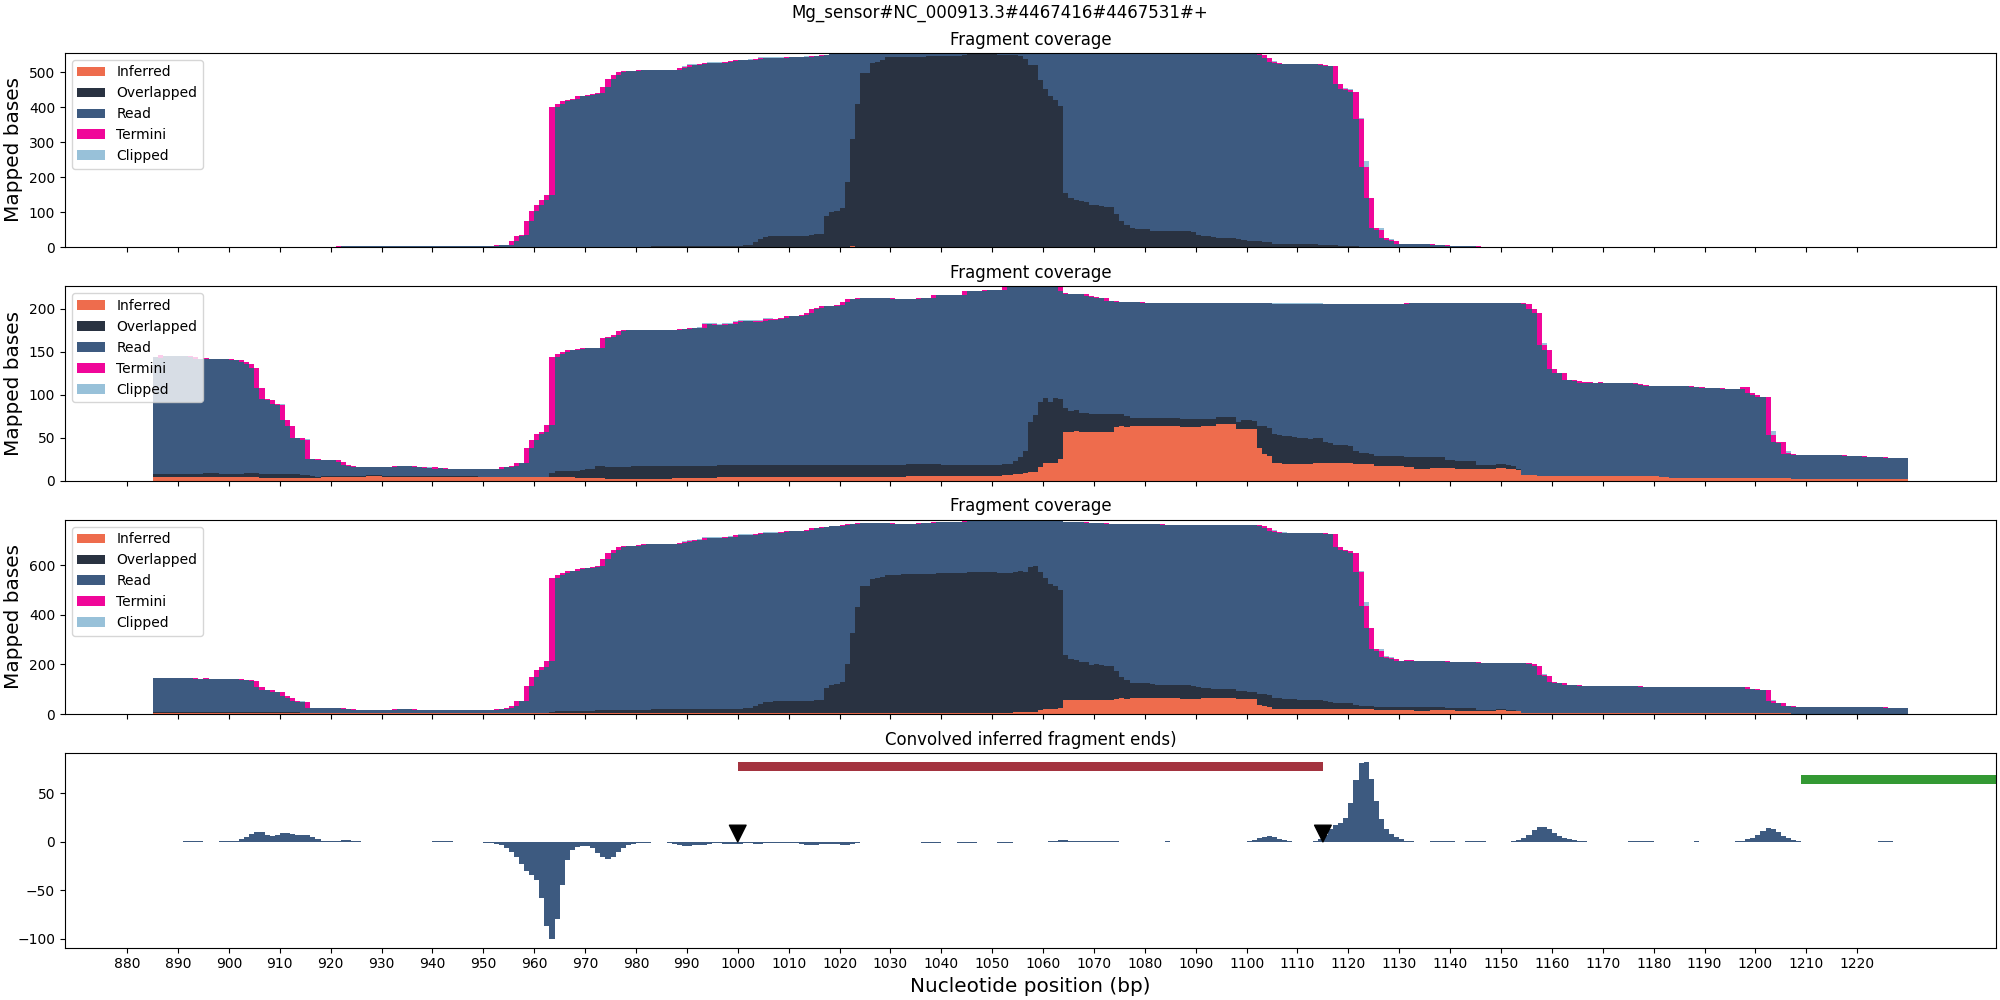 Mg_sensor#NC_000913.3#4467416#4467531#+
Fragment coverage
Mapped bases
500
400
300
200
100
0
Inferred
Overlapped
Read
Termini
Clipped
Fragment coverage
Mapped bases
200
150
100
50
0
Inferred
Overlapped
Read
Termini
Clipped
Fragment coverage
Mapped bases
600
400
200
0
Inferred
Overlapped
Read
Termini
Clipped
Convolved inferred fragment ends)
50
0
−50
−100
880 890 900 910 920 930 940 950 960 970 980 990 1000 1010 1020 1030 1040 1050 1060 1070 1080 1090 1100 1110 1120 1130 1140 1150 1160 1170 1180 1190 1200 1210 1220
Nucleotide position (bp)